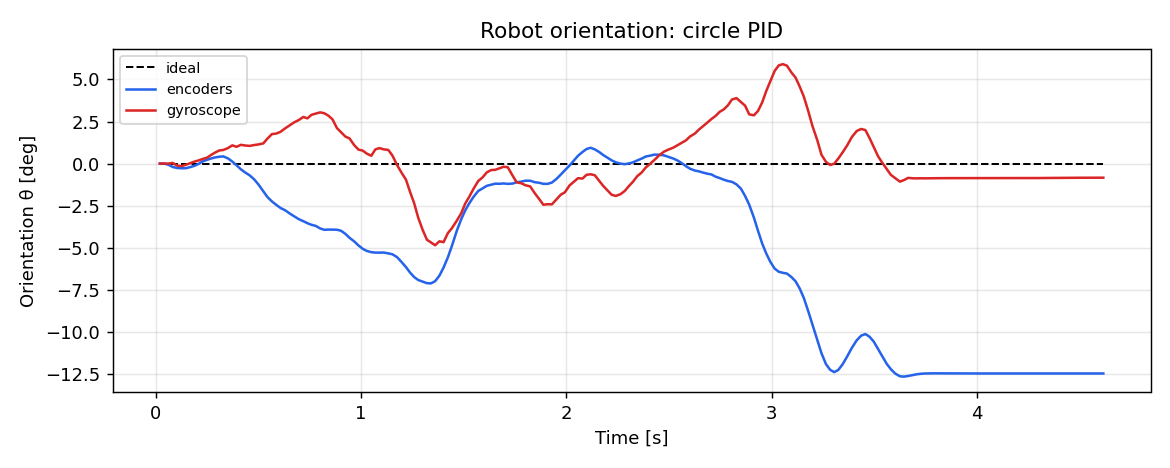 Robot orientation: circle PID
ideal
encoders
gyroscope
Orientation θ [deg]
5.0
2.5
0.0
−2.5
−5.0
−7.5
−10.0
−12.5
0 1 2 3 4
Time [s]